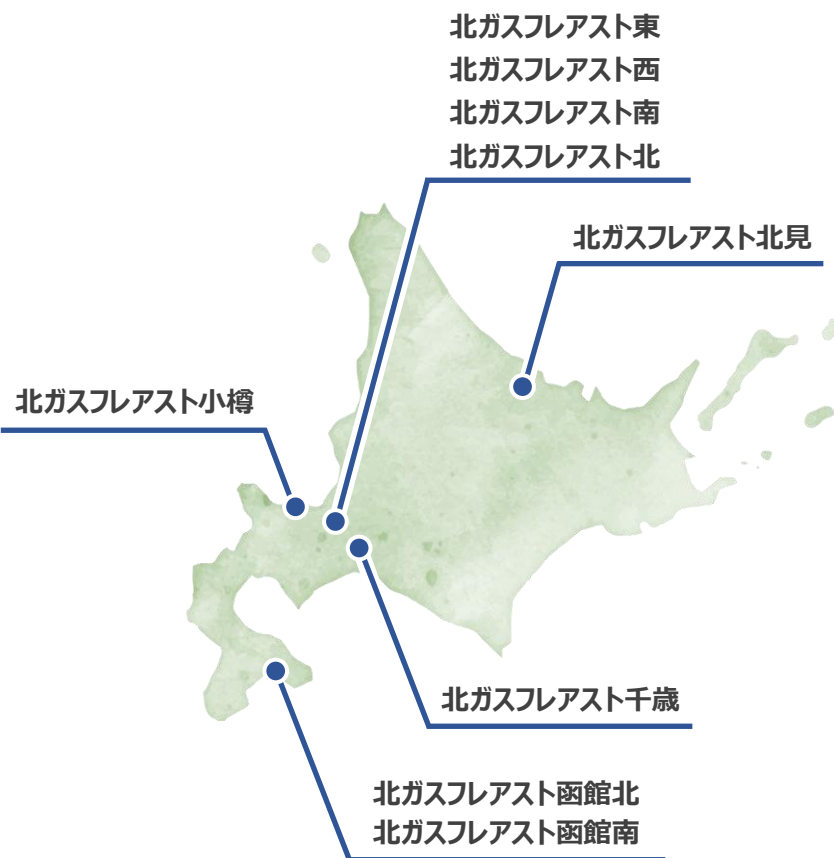 北ガスフレアスト東
北ガスフレアスト西
北ガスフレアスト南
北ガスフレアスト北
北ガスフレアスト北見
北ガスフレアスト小樽
北ガスフレアスト千歳
北ガスフレアスト函館北
北ガスフレアスト函館南